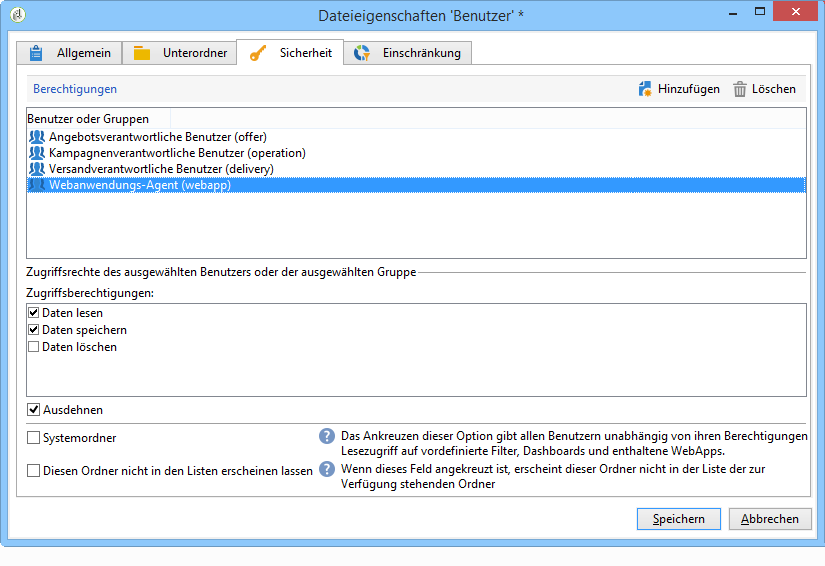 Dateieigenschaften 'Benutzer' *
Allgemein Unterordner Sicherheit Einschränkung
Berechtigungen Hinzufügen Löschen
Benutzer oder Gruppen
Angebotsverantwortliche Benutzer (offer)
Kampagnenverantwortliche Benutzer (operation)
Versandverantwortliche Benutzer (delivery)
Webanwendungs-Agent (webapp)
Zugriffsrechte des ausgewählten Benutzers oder der ausgewählten Gruppe
Zugriffsberechtigungen:
Daten lesen
Daten speichern
Daten löschen
Ausdehnen
Systemordner
Das Ankreuzen dieser Option gibt allen Benutzern unabhängig von ihren Berechtigungen
Lesezugriff auf vordefinierte Filter, Dashboards und enthaltene WebApps.
Diesen Ordner nicht in den Listen erscheinen lassen
Wenn dieses Feld angekreuzt ist, erscheint dieser Ordner nicht in der Liste der zur
Verfügung stehenden Ordner
Speichern Abbrechen